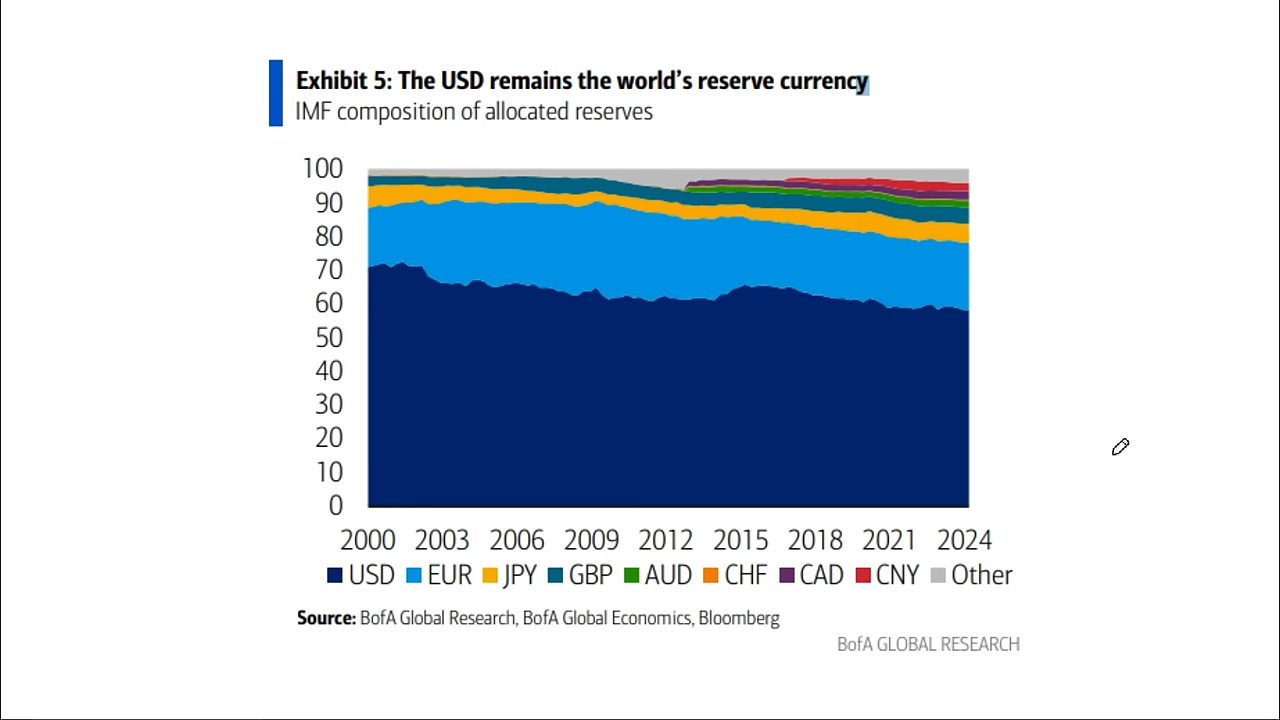 Exhibit 5: The USD remains the world's reserve currency
IMF composition of allocated reserves
100
90
80
70
60
50
40
30
20
10
0
2000 2003 2006 2009 2012 2015 2018 2021 2024
USD EUR JPY GBP AUD CHF CAD CNY Other
Source: BofA Global Research, BofA Global Economics, Bloomberg
BofA GLOBAL RESEARCH